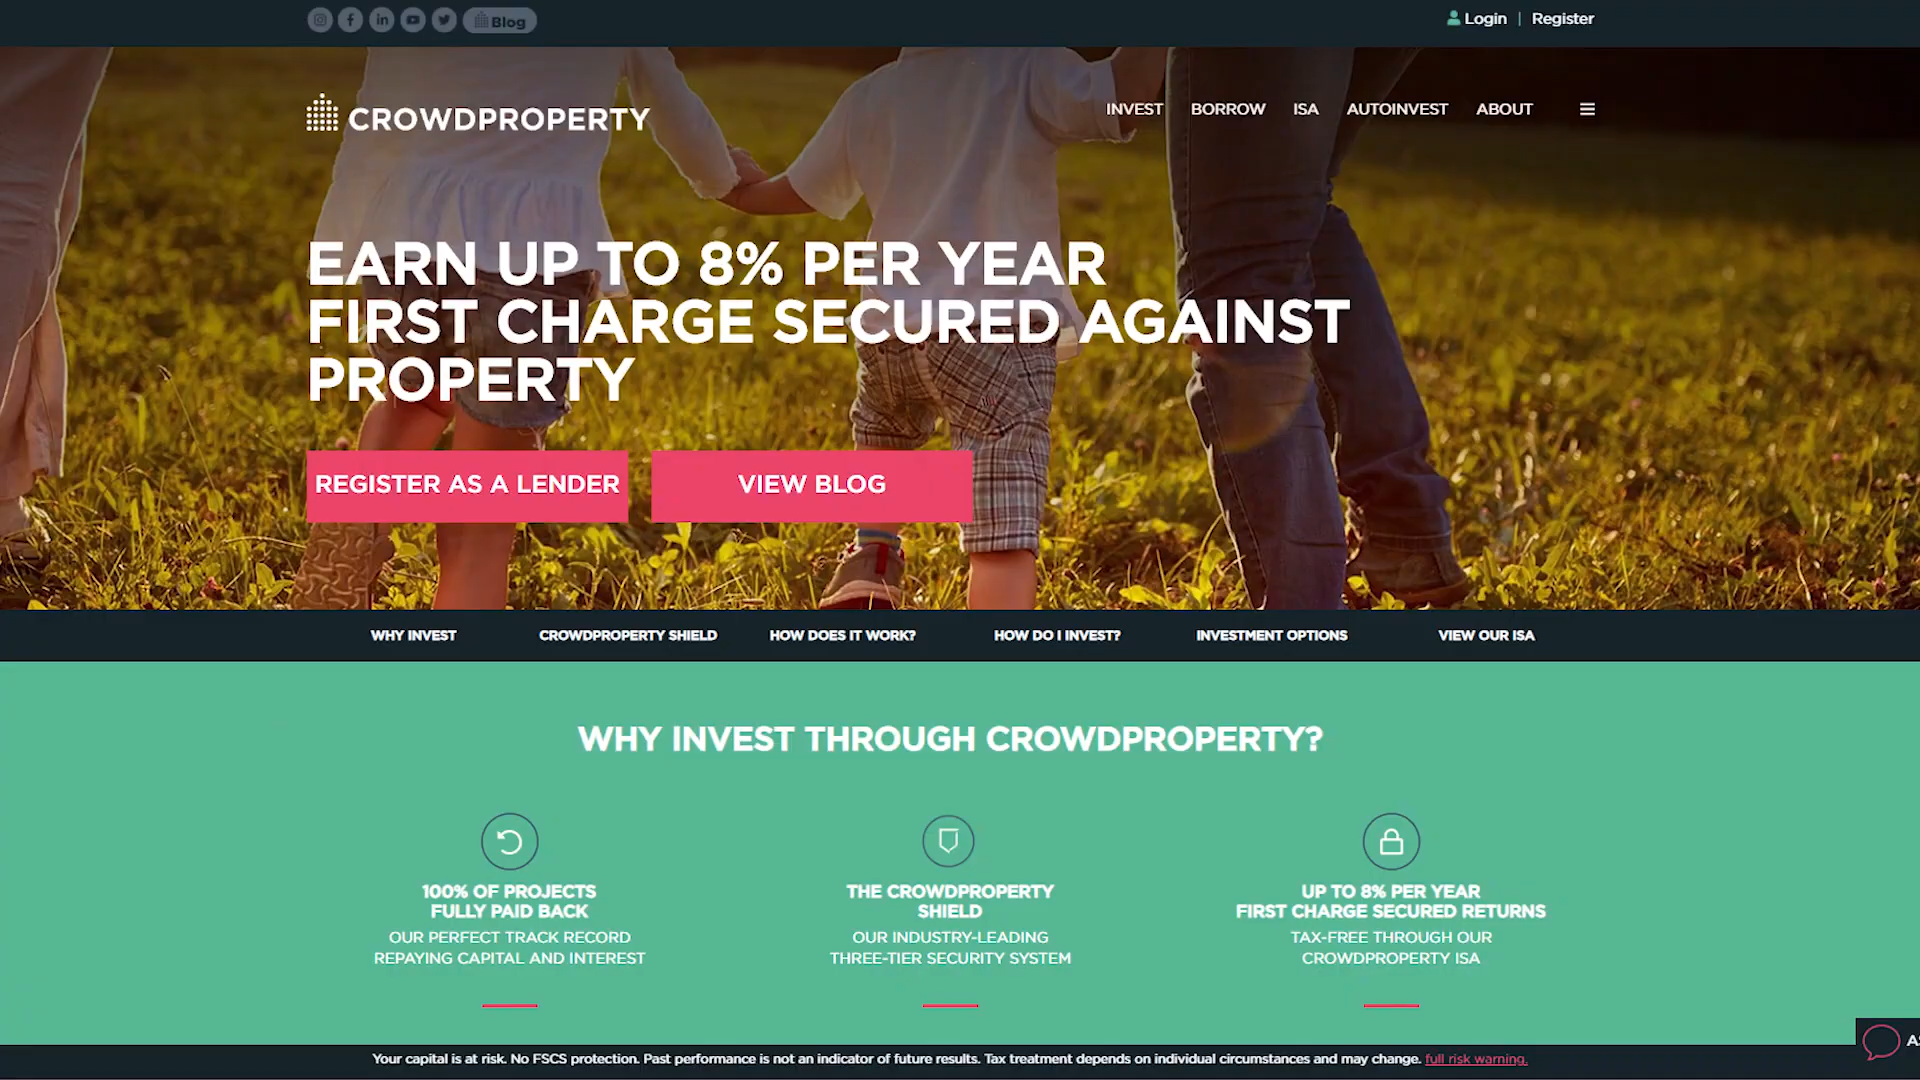 Blog
Login | Register
CROWDPROPERTY
INVEST BORROW ISA AUTOINVEST ABOUT
EARN UP TO 8% PER YEAR
FIRST CHARGE SECURED AGAINST
PROPERTY
REGISTER AS A LENDER
VIEW BLOG
WHY INVEST CROWDPROPERTY SHIELD HOW DOES IT WORK? HOW DO I INVEST? INVESTMENT OPTIONS VIEW OUR ISA
WHY INVEST THROUGH CROWDPROPERTY?
100% OF PROJECTS
FULLY PAID BACK
OUR PERFECT TRACK RECORD
REPAYING CAPITAL AND INTEREST
THE CROWDPROPERTY
SHIELD
OUR INDUSTRY-LEADING
THREE-TIER SECURITY SYSTEM
UP TO 8% PER YEAR
FIRST CHARGE SECURED RETURNS
TAX-FREE THROUGH OUR
CROWDPROPERTY ISA
Your capital is at risk. No FSCS protection. Past performance is not an indicator of future results. Tax treatment depends on individual circumstances and may change. full risk warning.